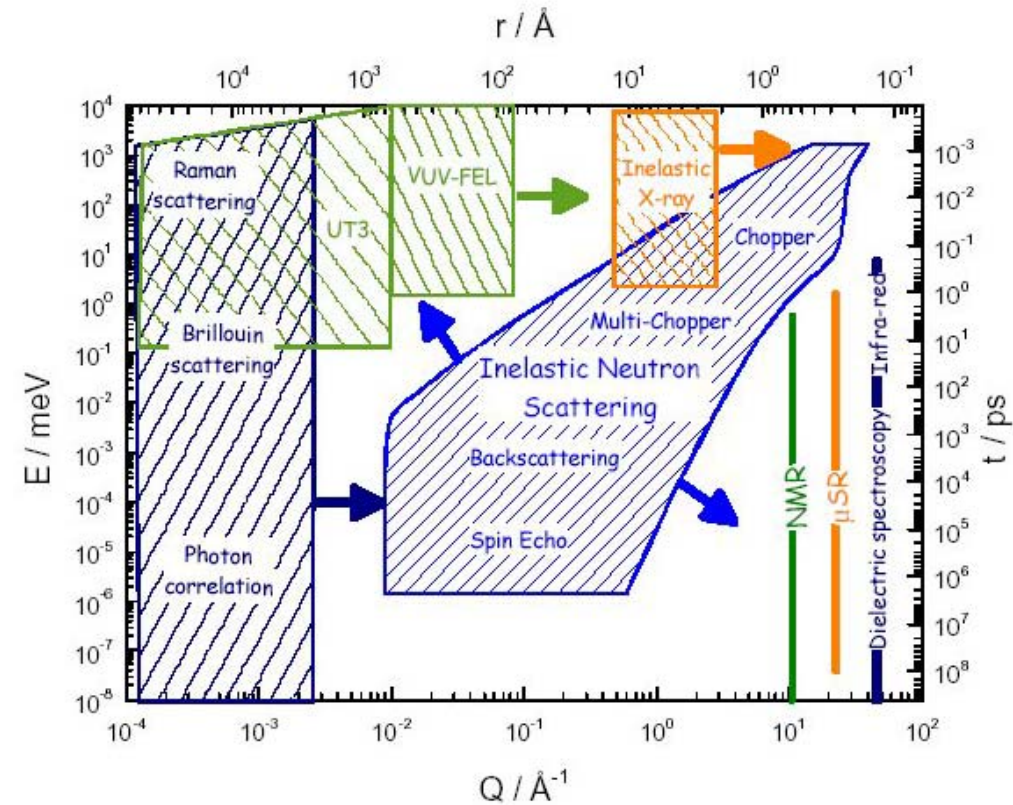 r / Å
10⁴ 10³ 10² 10¹ 10⁰ 10⁻¹
10⁴
10³
10²
10¹
10⁰
10⁻¹
10⁻²
10⁻³
10⁻⁴
10⁻⁵
10⁻⁶
10⁻⁷
10⁻⁸
E / meV
Raman
scattering
UT3
VUV-FEL
Inelastic
X-ray
Chopper
Brillouin
scattering
Multi-Chopper
Inelastic Neutron
Scattering
Backscattering
Spin Echo
Photon
correlation
NMR
μSR
Dielectric spectroscopy
Infra-red
10⁻³
10⁻²
10⁻¹
10⁰
10¹
10²
10³
10⁴
10⁵
10⁶
10⁷
10⁸
t / ps
10⁻⁴ 10⁻³ 10⁻² 10⁻¹ 10⁰ 10¹ 10²
Q / Å⁻¹